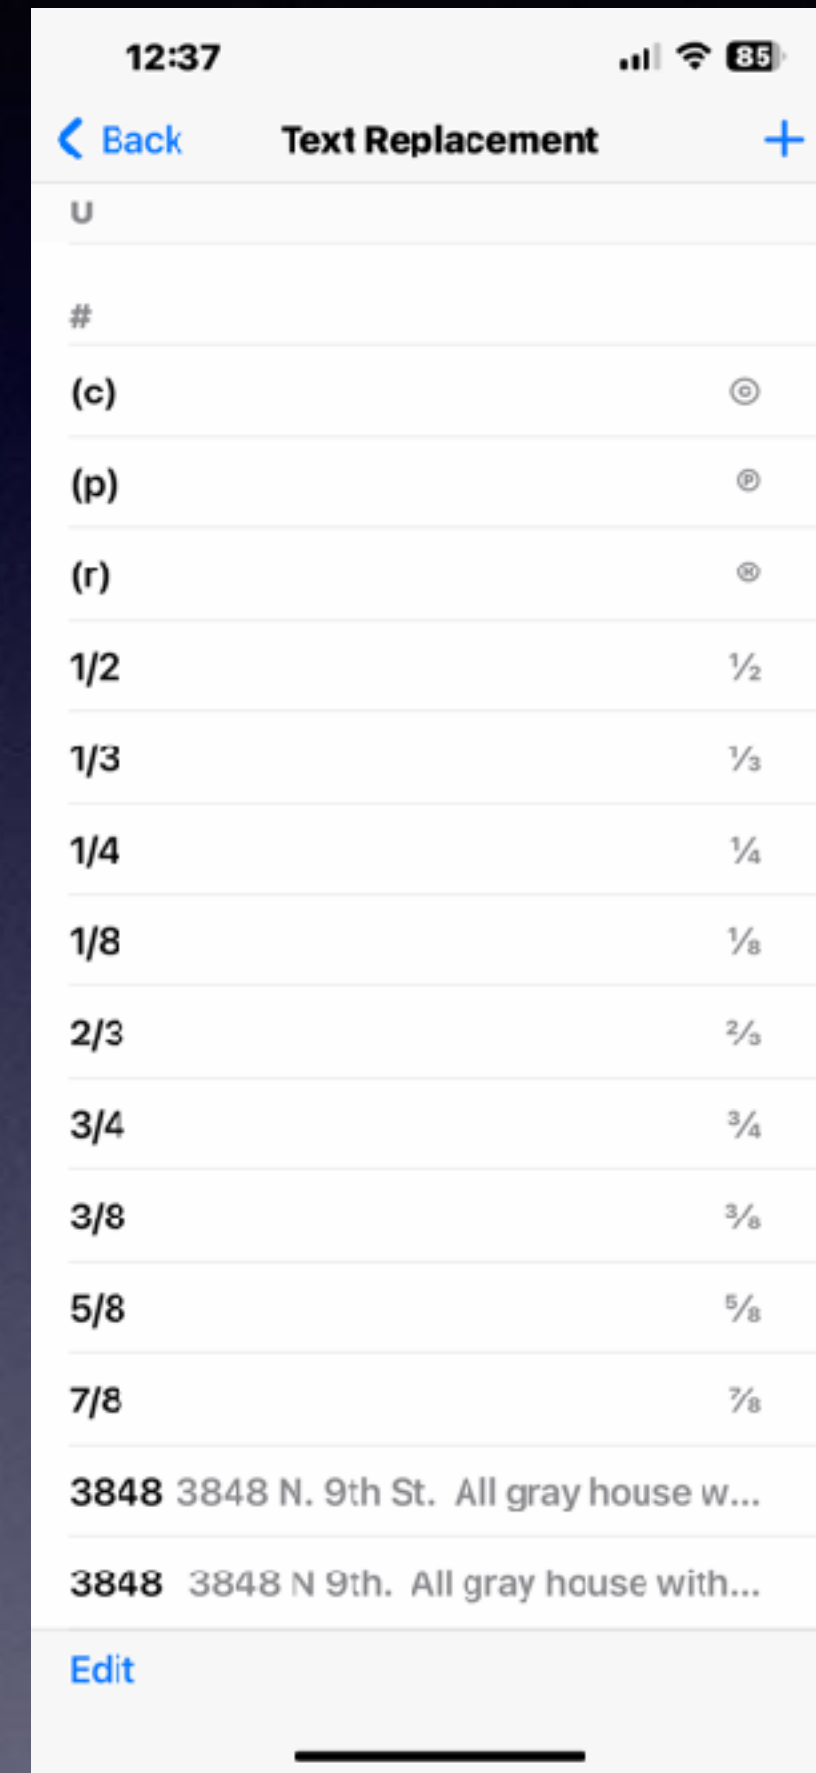 12:37 85
Back Text Replacement +
U
#
(c) ©
(p) ℗
(r) ®
1/2 ½
1/3 ⅓
1/4 ¼
1/8 ⅛
2/3 ⅔
3/4 ¾
3/8 ⅜
5/8 ⅝
7/8 ⅞
3848 3848 N. 9th St. All gray house w...
3848 3848 N 9th. All gray house with...
Edit